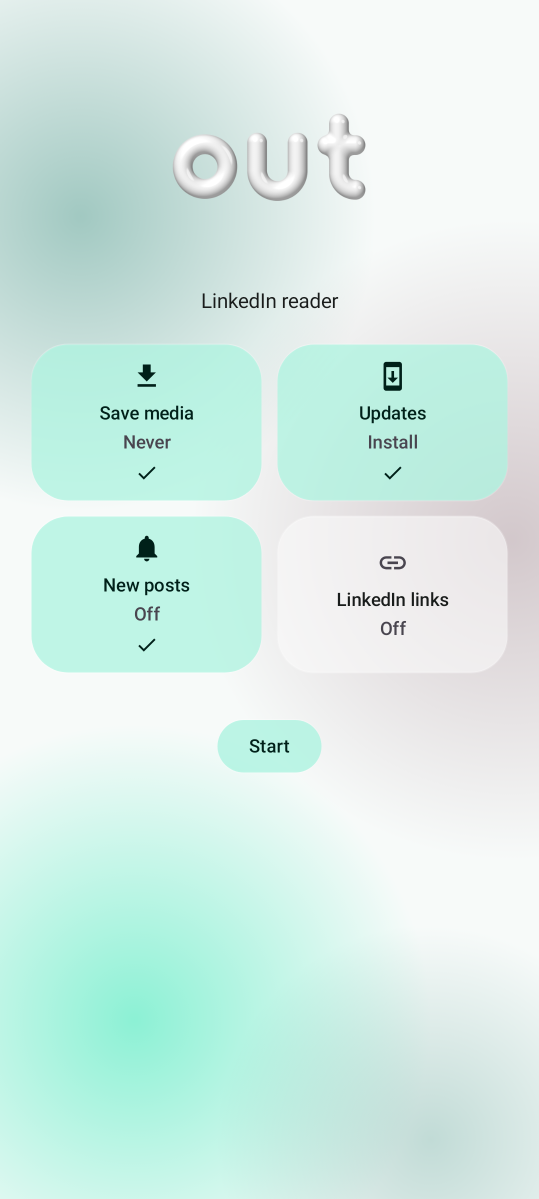 out
LinkedIn reader
Save media
Never
Updates
Install
New posts
Off
LinkedIn links
Off
Start